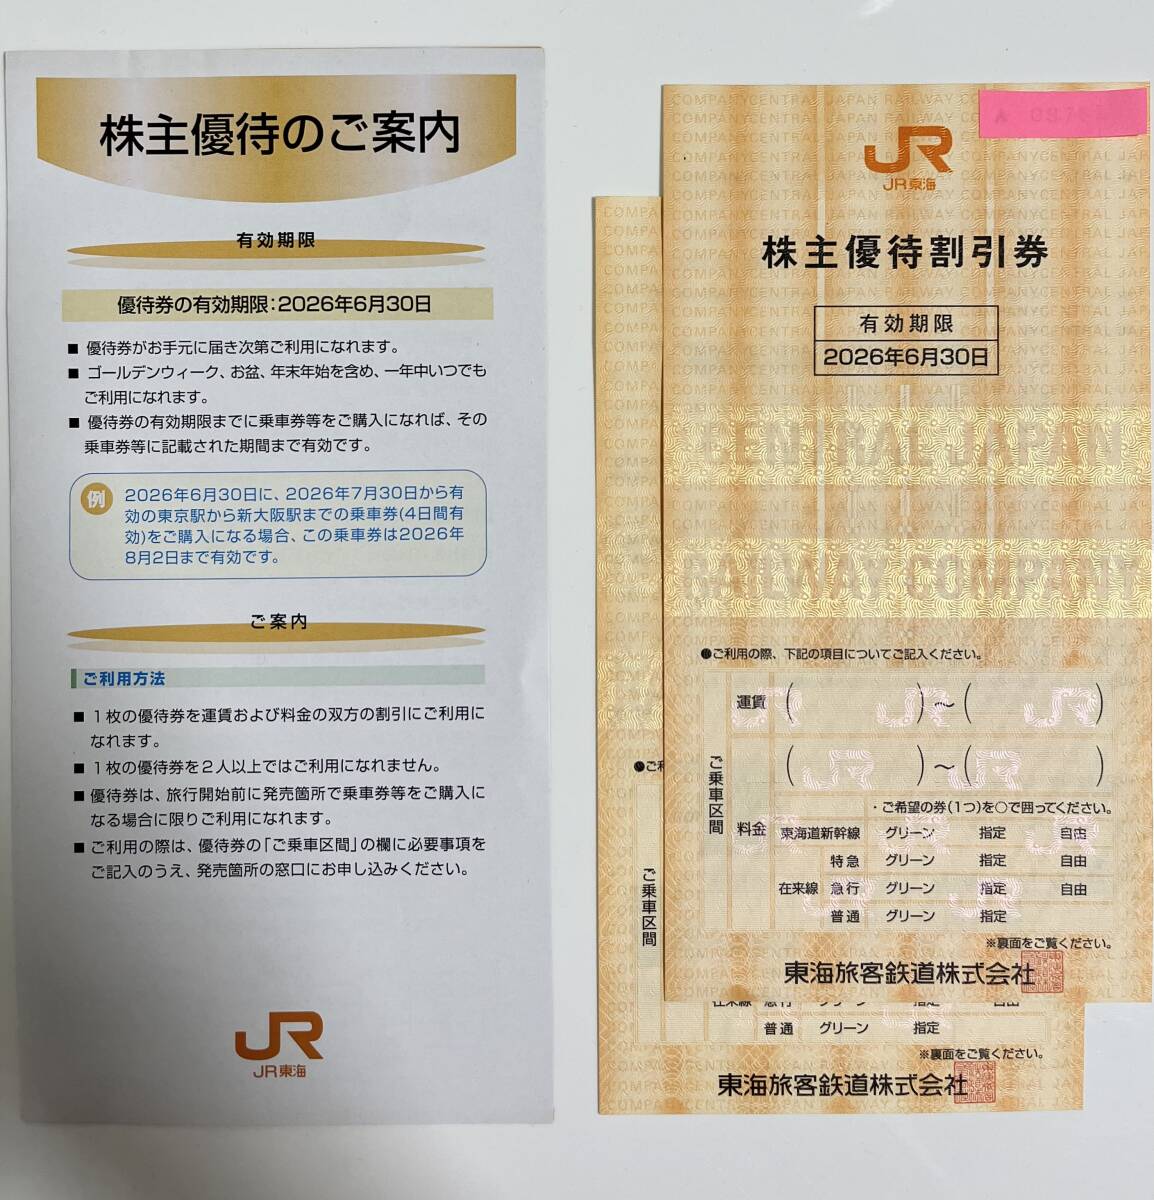 株主優待のご案内
有効期限
優待券の有効期限：2026年6月30日
■ 優待券がお手元に届き次第ご利用になれます。
■ ゴールデンウィーク、お盆、年末年始を含め、一年中いつでも
ご利用になれます。
■ 優待券の有効期限までに乗車券等をご購入になれば、その
乗車券等に記載された期間まで有効です。
例
2026年6月30日に、2026年7月30日から有
効の東京駅から新大阪駅までの乗車券(4日間有
効)をご購入になる場合、この乗車券は2026年
8月2日まで有効です。
ご案内
ご利用方法
■ 1枚の優待券を運賃および料金の双方の割引にご利用に
なれます。
■ 1枚の優待券を2人以上ではご利用になれません。
■ 優待券は、旅行開始前に発売箇所で乗車券等をご購入に
なる場合に限りご利用になれます。
■ ご利用の際は、優待券の「ご乗車区間」の欄に必要事項を
ご記入のうえ、発売箇所の窓口にお申し込みください。
JR
JR東海
JR
JR東海
株主優待割引券
有効期限
2026年6月30日
CENTRAL JAPAN
RAILWAY COMPANY
●ご利用の際、下記の項目についてご記入ください。
ご乗車区間
運賃 ( )～( )
料金 ( )～( )
・ご希望の券(1つ)を○で囲ってください。
東海道新幹線 グリーン 指定 自由
在来線 特急 グリーン 指定 自由
急行 グリーン 指定 自由
普通 グリーン 指定
※裏面をご覧ください。
東海旅客鉄道株式会社
●ご利
ご乗車区間
在来線 急行 グリーン 指定 自由
普通 グリーン 指定
※裏面をご覧ください。
東海旅客鉄道株式会社